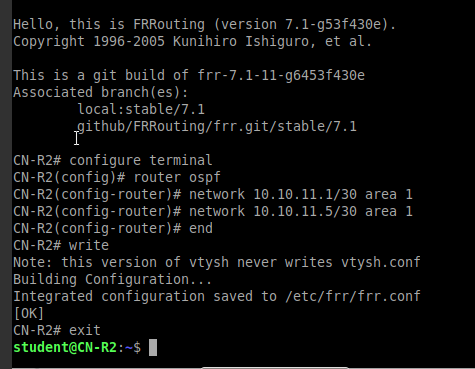 Hello, this is FRRouting (version 7.1-g53f430e).
Copyright 1996-2005 Kunihiro Ishiguro, et al.
This is a git build of frr-7.1-11-g6453f430e
Associated branch(es):
local:stable/7.1
github/FRRouting/frr.git/stable/7.1
CN-R2# configure terminal
CN-R2(config)# router ospf
CN-R2(config-router)# network 10.10.11.1/30 area 1
CN-R2(config-router)# network 10.10.11.5/30 area 1
CN-R2(config-router)# end
CN-R2# write
Note: this version of vtysh never writes vtysh.conf
Building Configuration...
Integrated configuration saved to /etc/frr/frr.conf
[OK]
CN-R2# exit
student@CN-R2:~$